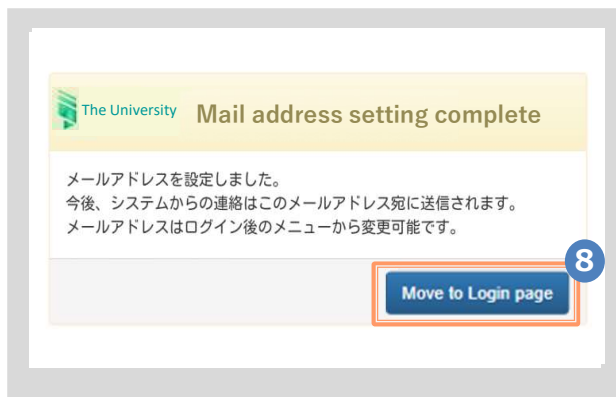 The University
Mail address setting complete
メールアドレスを設定しました。
今後、システムからの連絡はこのメールアドレス宛に送信されます。
メールアドレスはログイン後のメニューから変更可能です。
8
Move to Login page